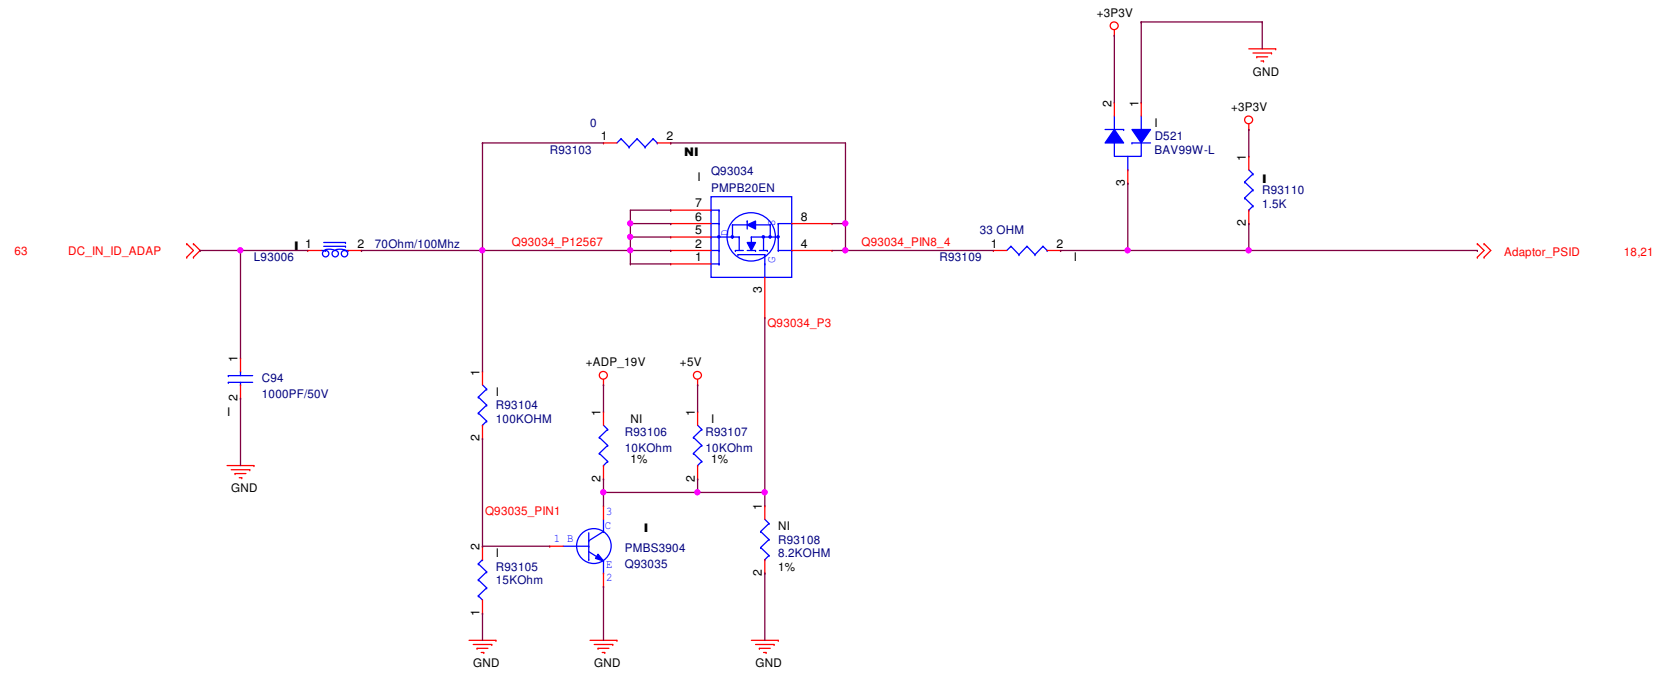 +3P3V
GND
+3P3V
2
1
I
D521
BAV99W-L
3
1
I
R93110
1.5K
2
0
1
2
R93103
NI
I
Q93034
PMPB20EN
7
6
5
2
1
D
S
G
8
4
3
63
DC_IN_ID_ADAP
I
1
2
70Ohm/100Mhz
L93006
Q93034_P12567
Q93034_PIN8_4
33 OHM
1
2
R93109
I
Adaptor_PSID
18,21
Q93034_P3
1
C94
1000PF/50V
2
I
GND
1
I
R93104
100KOHM
2
+ADP_19V
+5V
1
NI
R93106
10KOhm
1%
2
1
I
R93107
10KOhm
1%
2
Q93035_PIN1
3
C
1
B
E
2
I
PMBS3904
Q93035
2
I
R93105
15KOhm
1
1
NI
R93108
8.2KOHM
1%
2
GND
GND
GND